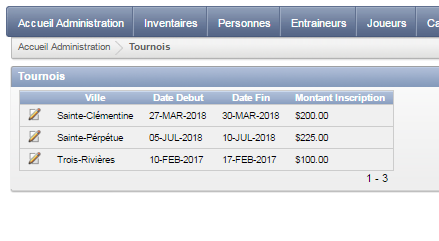 Accueil Administration Inventaires Personnes Entraineurs Joueurs Ca
Accueil Administration Tournois
Tournois
Ville Date Debut Date Fin Montant Inscription
Sainte-Clémentine 27-MAR-2018 30-MAR-2018 $200.00
Sainte-Pérpétue 05-JUL-2018 10-JUL-2018 $225.00
Trois-Rivières 10-FEB-2017 17-FEB-2017 $100.00
1 - 3